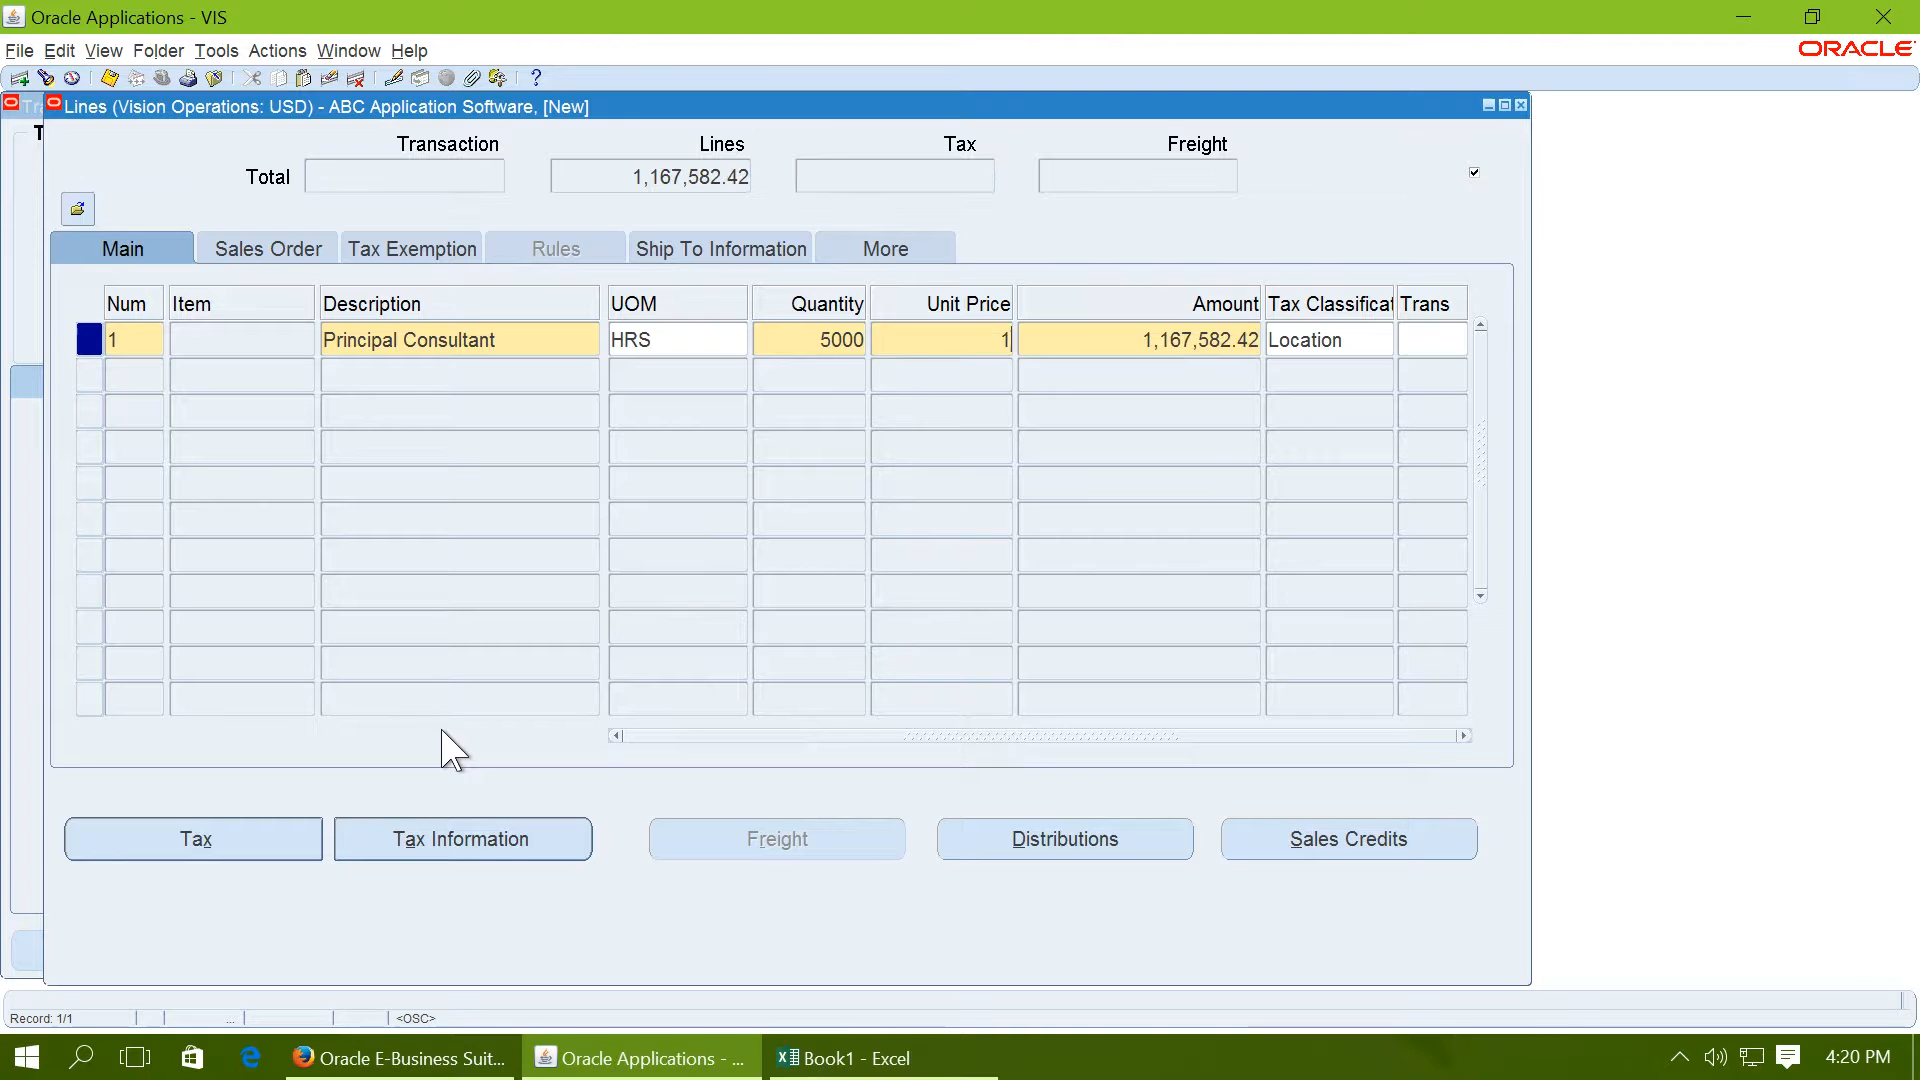 Oracle Applications - VIS
File Edit View Folder Tools Actions Window Help
ORACLE
Lines (Vision Operations: USD) - ABC Application Software, [New]
Transaction Lines Tax Freight
Total 1,167,582.42
Main Sales Order Tax Exemption Rules Ship To Information More
Num Item Description UOM Quantity Unit Price Amount Tax Classificat Trans
1 Principal Consultant HRS 5000 1 1,167,582.42 Location
Tax Tax Information Freight Distributions Sales Credits
Record: 1/1 ... <OSC>
Oracle E-Business Suit... Oracle Applications - ... Book1 - Excel 4:20 PM